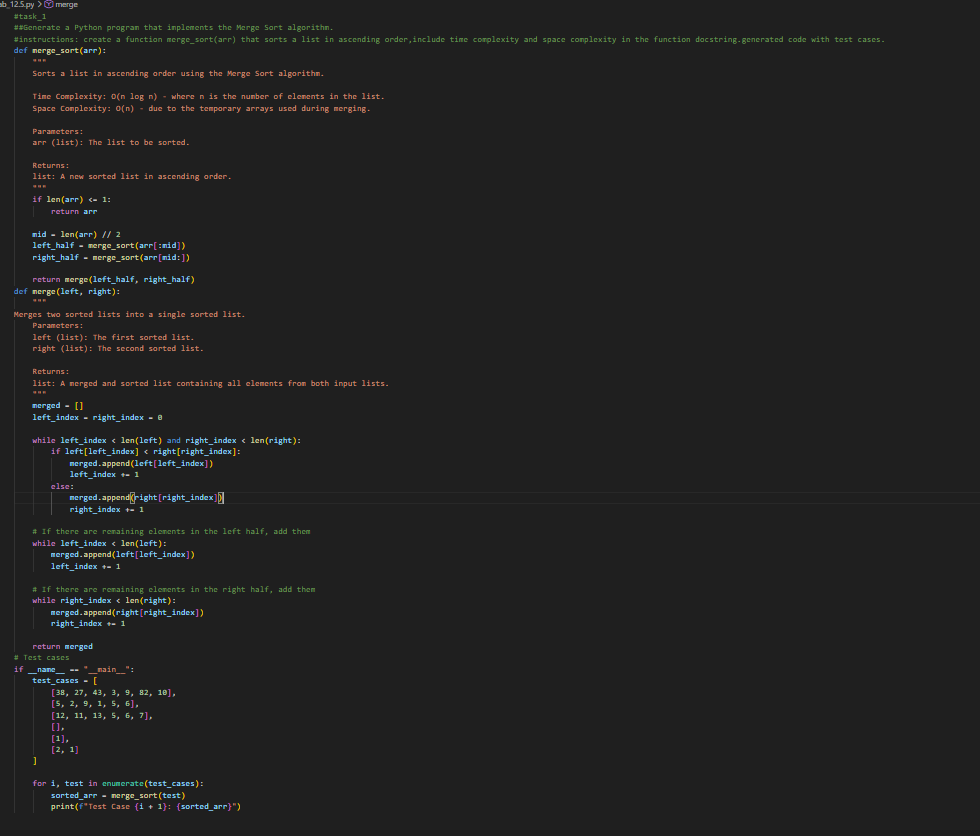 ab_12.5.py > merge
#task_1
##Generate a Python program that implements the Merge Sort algorithm.
#instructions: create a function merge_sort(arr) that sorts a list in ascending order,include time complexity and space complexity in the function docstring.generated code with test cases.
def merge_sort(arr):
    """
    Sorts a list in ascending order using the Merge Sort algorithm.

    Time Complexity: O(n log n) - where n is the number of elements in the list.
    Space Complexity: O(n) - due to the temporary arrays used during merging.

    Parameters:
    arr (list): The list to be sorted.

    Returns:
    list: A new sorted list in ascending order.
    """
    if len(arr) <= 1:
        return arr

    mid = len(arr) // 2
    left_half = merge_sort(arr[:mid])
    right_half = merge_sort(arr[mid:])

    return merge(left_half, right_half)
def merge(left, right):
    """
Merges two sorted lists into a single sorted list.
    Parameters:
    left (list): The first sorted list.
    right (list): The second sorted list.

    Returns:
    list: A merged and sorted list containing all elements from both input lists.
    """
    merged = []
    left_index = right_index = 0

    while left_index < len(left) and right_index < len(right):
        if left[left_index] < right[right_index]:
            merged.append(left[left_index])
            left_index += 1
        else:
            merged.append(right[right_index])
            right_index += 1

    # If there are remaining elements in the left half, add them
    while left_index < len(left):
        merged.append(left[left_index])
        left_index += 1

    # If there are remaining elements in the right half, add them
    while right_index < len(right):
        merged.append(right[right_index])
        right_index += 1

    return merged
# Test cases
if __name__ == "__main__":
    test_cases = [
        [38, 27, 43, 3, 9, 82, 10],
        [5, 2, 9, 1, 5, 6],
        [12, 11, 13, 5, 6, 7],
        [],
        [1],
        [2, 1]
    ]

    for i, test in enumerate(test_cases):
        sorted_arr = merge_sort(test)
        print(f"Test Case {i + 1}: {sorted_arr}")